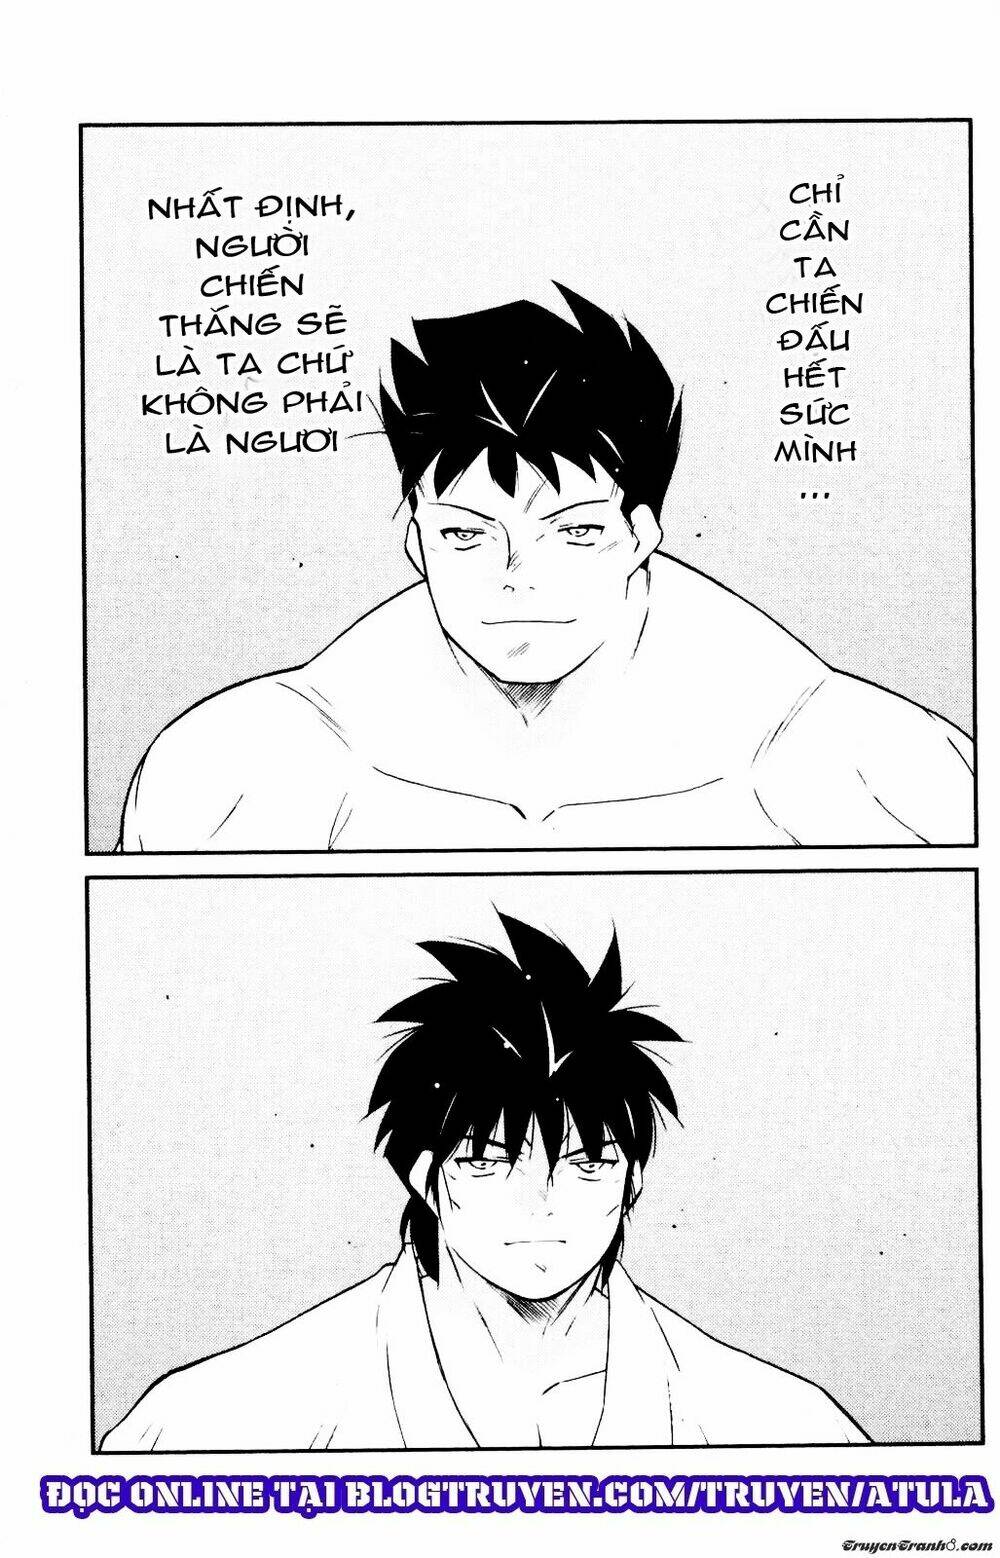 CHỈ
CẦN
TA
CHIẾN
ĐẤU
HẾT
SỨC
MÌNH
...
NHẤT ĐỊNH,
NGƯỜI
CHIẾN
THẮNG SẼ
LÀ TA CHỨ
KHÔNG PHẢI
LÀ NGƯƠI
ĐỌC ONLINE TẠI BLOGTRUYEN.COM/TRUYEN/ATULA
TruyenTranh8.com